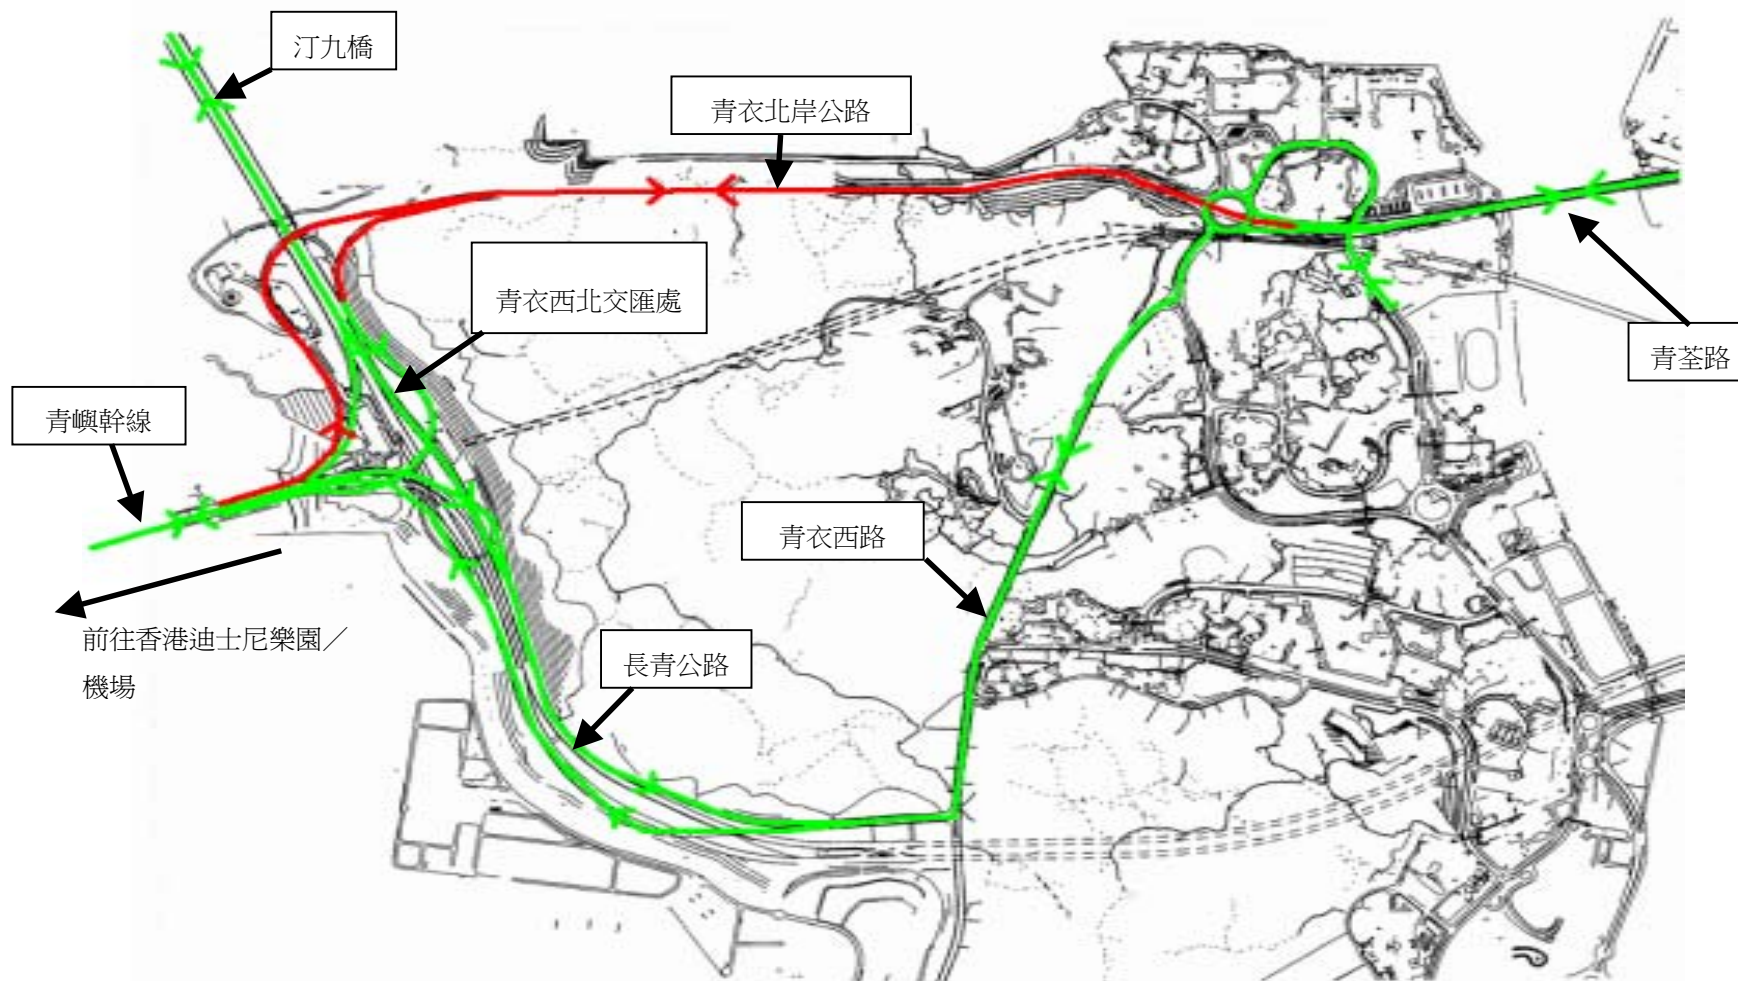 汀九橋
青衣北岸公路
青衣西北交匯處
青荃路
青嶼幹線
青衣西路
前往香港迪士尼樂園／
機場
長青公路